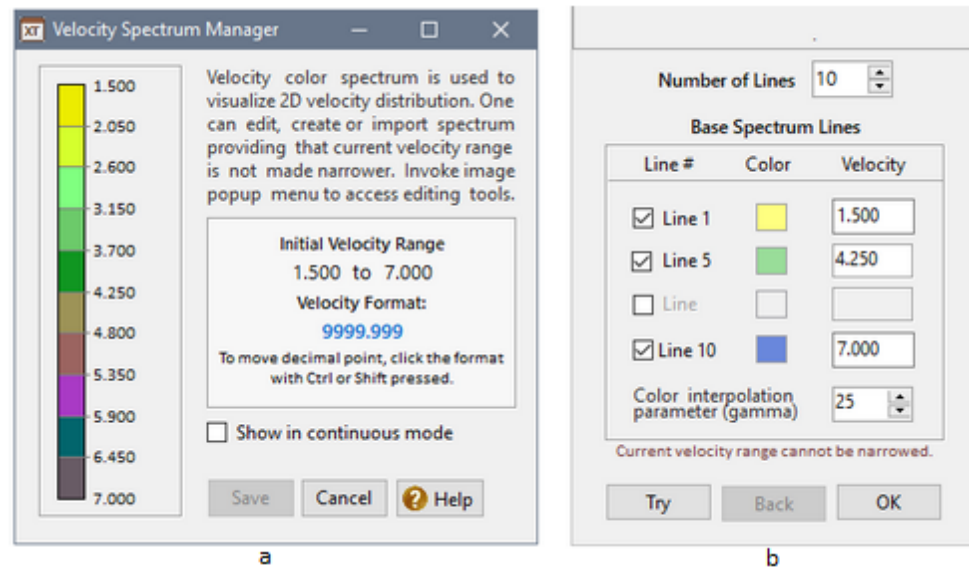 XT Velocity Spectrum Manager
1.500
2.050
2.600
3.150
3.700
4.250
4.800
5.350
5.900
6.450
7.000
Velocity color spectrum is used to
visualize 2D velocity distribution. One
can edit, create or import spectrum
providing that current velocity range
is not made narrower. Invoke image
popup menu to access editing tools.
Initial Velocity Range
1.500 to 7.000
Velocity Format:
9999.999
To move decimal point, click the format
with Ctrl or Shift pressed.
Show in continuous mode
Save Cancel ? Help
a
Number of Lines 10
Base Spectrum Lines
Line # Color Velocity
Line 1 1.500
Line 5 4.250
Line
Line 10 7.000
Color interpolation
parameter (gamma) 25
Current velocity range cannot be narrowed.
Try Back OK
b